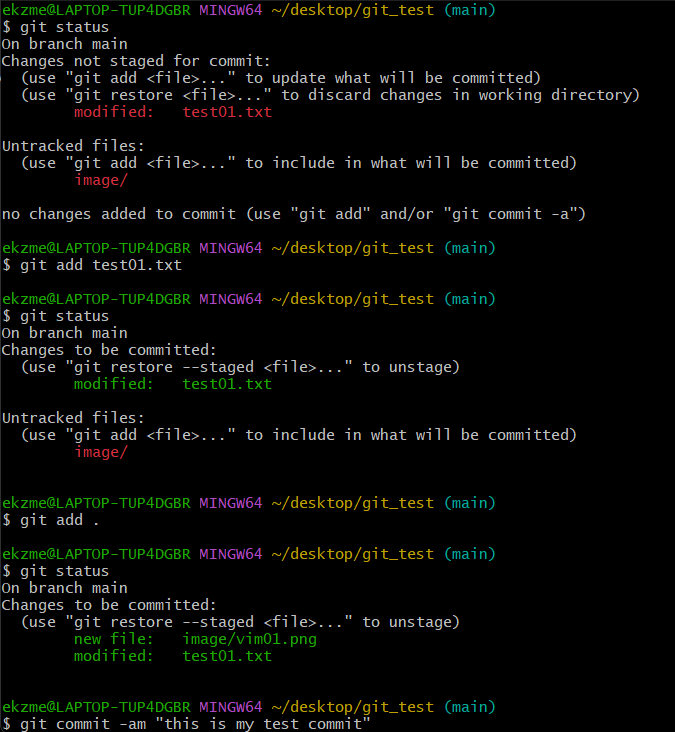 ekzme@LAPTOP-TUP4DGBR MINGW64 ~/desktop/git_test (main)
$ git status
On branch main
Changes not staged for commit:
  (use "git add <file>..." to update what will be committed)
  (use "git restore <file>..." to discard changes in working directory)
        modified:   test01.txt

Untracked files:
  (use "git add <file>..." to include in what will be committed)
        image/

no changes added to commit (use "git add" and/or "git commit -a")

ekzme@LAPTOP-TUP4DGBR MINGW64 ~/desktop/git_test (main)
$ git add test01.txt

ekzme@LAPTOP-TUP4DGBR MINGW64 ~/desktop/git_test (main)
$ git status
On branch main
Changes to be committed:
  (use "git restore --staged <file>..." to unstage)
        modified:   test01.txt

Untracked files:
  (use "git add <file>..." to include in what will be committed)
        image/


ekzme@LAPTOP-TUP4DGBR MINGW64 ~/desktop/git_test (main)
$ git add .

ekzme@LAPTOP-TUP4DGBR MINGW64 ~/desktop/git_test (main)
$ git status
On branch main
Changes to be committed:
  (use "git restore --staged <file>..." to unstage)
        new file:   image/vim01.png
        modified:   test01.txt


ekzme@LAPTOP-TUP4DGBR MINGW64 ~/desktop/git_test (main)
$ git commit -am "this is my test commit"